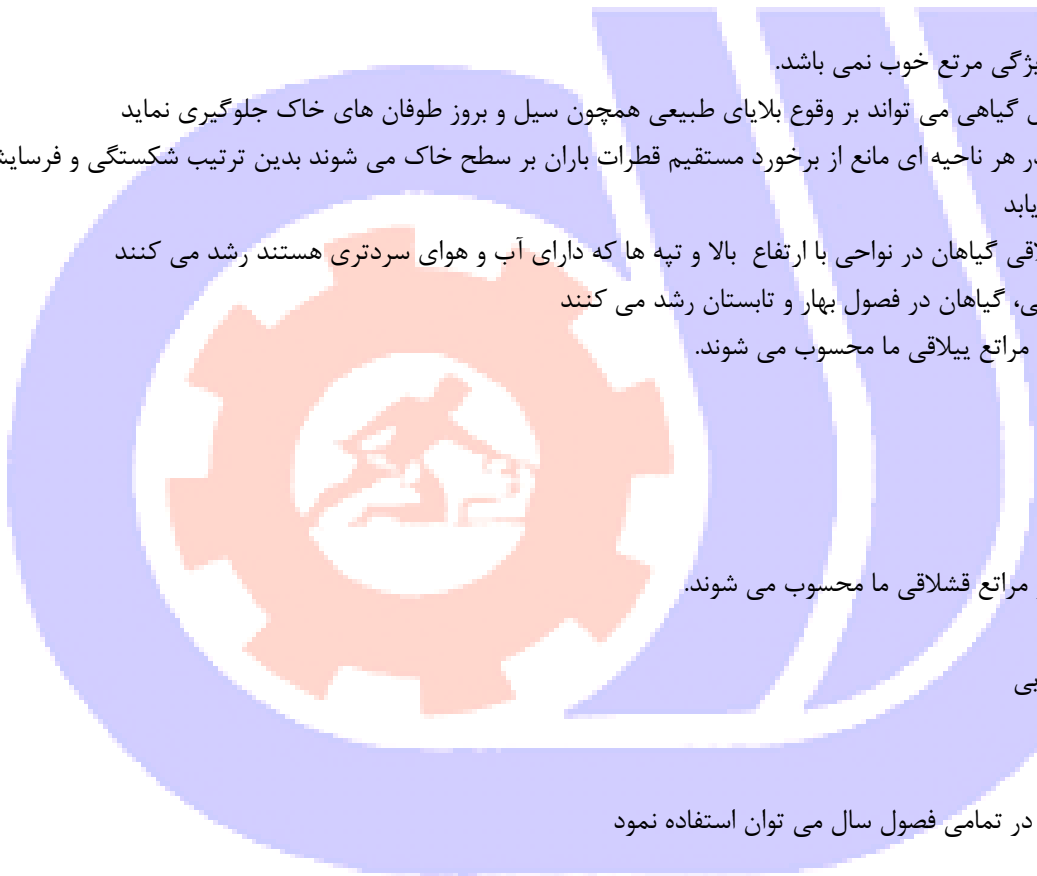 ژگی مرتع خوب نمی باشد.
گیاهی می تواند بر وقوع بلایای طبیعی همچون سیل و بروز طوفان های خاک جلوگیری نماید
در هر ناحیه ای مانع از برخورد مستقیم قطرات باران بر سطح خاک می شوند بدین ترتیب شکستگی و فرسایش
یابد
لاقی گیاهان در نواحی با ارتفاع بالا و تپه ها که دارای آب و هوای سردتری هستند رشد می کنند
ی، گیاهان در فصول بهار و تابستان رشد می کنند
مراتع ییلاقی ما محسوب می شوند.
مراتع قشلاقی ما محسوب می شوند.
بی
در تمامی فصول سال می توان استفاده نمود